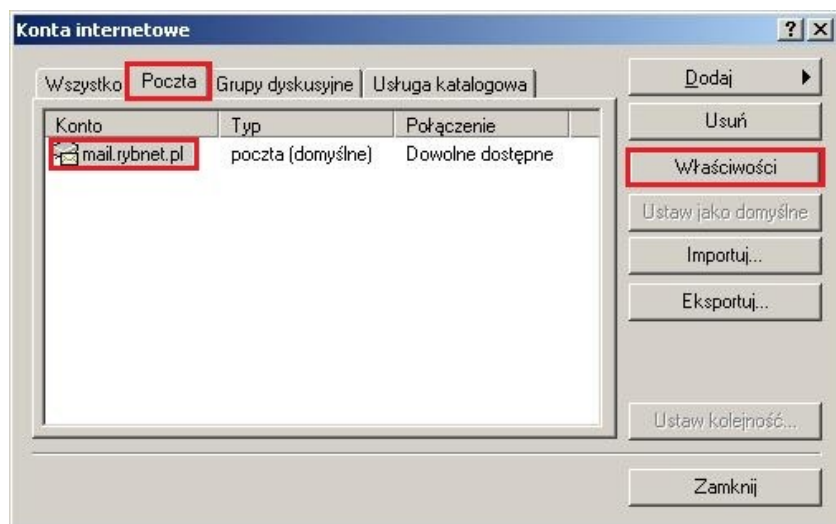 Konta internetowe
Wszystko Poczta Grupy dyskusyjne Usługa katalogowa
Konto Typ Połączenie
mail.rybnet.pl poczta (domyślne) Dowolne dostępne
Dodaj
Usuń
Właściwości
Ustaw jako domyślne
Importuj...
Eksportuj...
Ustaw kolejność...
Zamknij